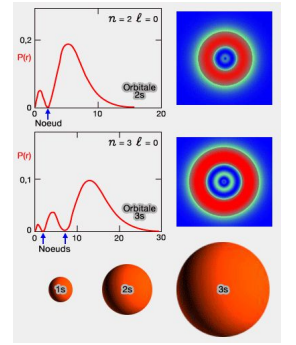 n = 2 ℓ = 0
0,2
P(r)
Orbitale
2s
0
0 10 20
Noeud
n = 3 ℓ = 0
P(r)
0,1
Orbitale
3s
0
0 10 20 30
Noeuds
1s 2s 3s